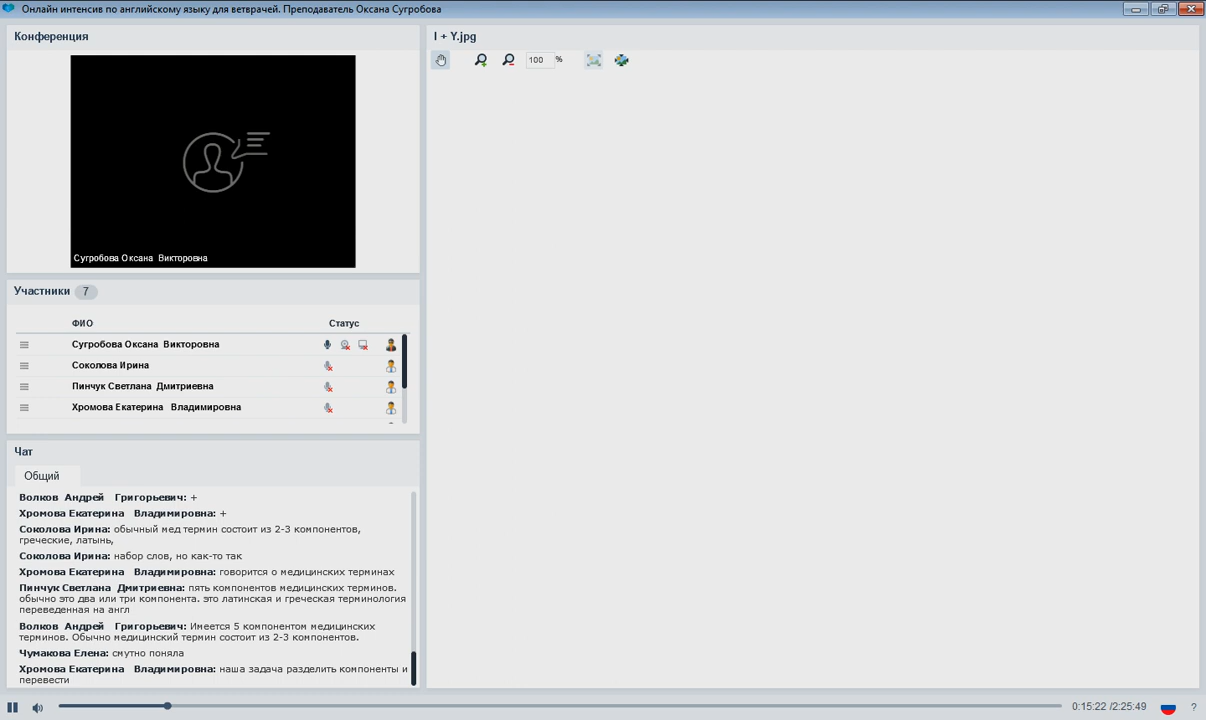 Онлайн интенсив по английскому языку для ветврачей. Преподаватель Оксана Сугробова
Конференция
Сугробова Оксана Викторовна
Участники 7
ФИО Статус
Сугробова Оксана Викторовна
Соколова Ирина
Пинчук Светлана Дмитриевна
Хромова Екатерина Владимировна
Чат
Общий
Волков Андрей Григорьевич: +
Хромова Екатерина Владимировна: +
Соколова Ирина: обычный мед термин состоит из 2-3 компонентов,
греческие, латынь,
Соколова Ирина: набор слов, но как-то так
Хромова Екатерина Владимировна: говорится о медицинских терминах
Пинчук Светлана Дмитриевна: пять компонентов медицинских терминов.
обычно это два или три компонента. это латинская и греческая терминология
переведенная на англ
Волков Андрей Григорьевич: Имеется 5 компонентом медицинских
терминов. Обычно медицинский термин состоит из 2-3 компонентов.
Чумакова Елена: смутно поняла
Хромова Екатерина Владимировна: наша задача разделить компоненты и
перевести
I + Y.jpg
100 %
0:15:22 /2:25:49 ?